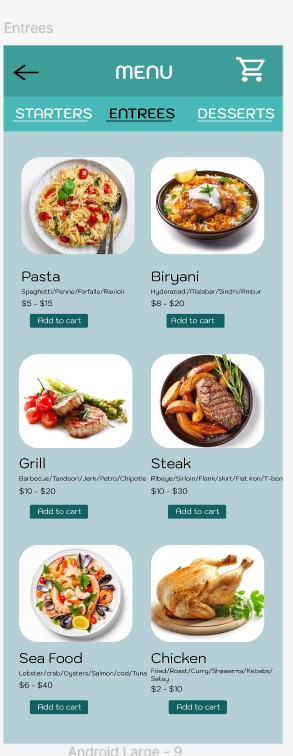 Entrees
MENU
STARTERS ENTREES DESSERTS
Pasta
Spaghetti/Penne/Farfalle/Ravioli
$5 - $15
Add to cart
Biryani
Hyderabadi/Malabar/Sindhi/Ambur
$8 - $20
Add to cart
Grill
Barbecue/Tandoori/Jerk/Petro/Chipotle
$10 - $20
Add to cart
Steak
Ribeye/Sirloin/Flank/skirt/Flat iron/T-bon
$10 - $30
Add to cart
Sea Food
Lobster/crab/Oysters/Salmon/cod/Tuna
$6 - $40
Add to cart
Chicken
Fried/Roast/Curry/Shawarma/Kebabs/
Satay
$2 - $10
Add to cart
Android Large - 9